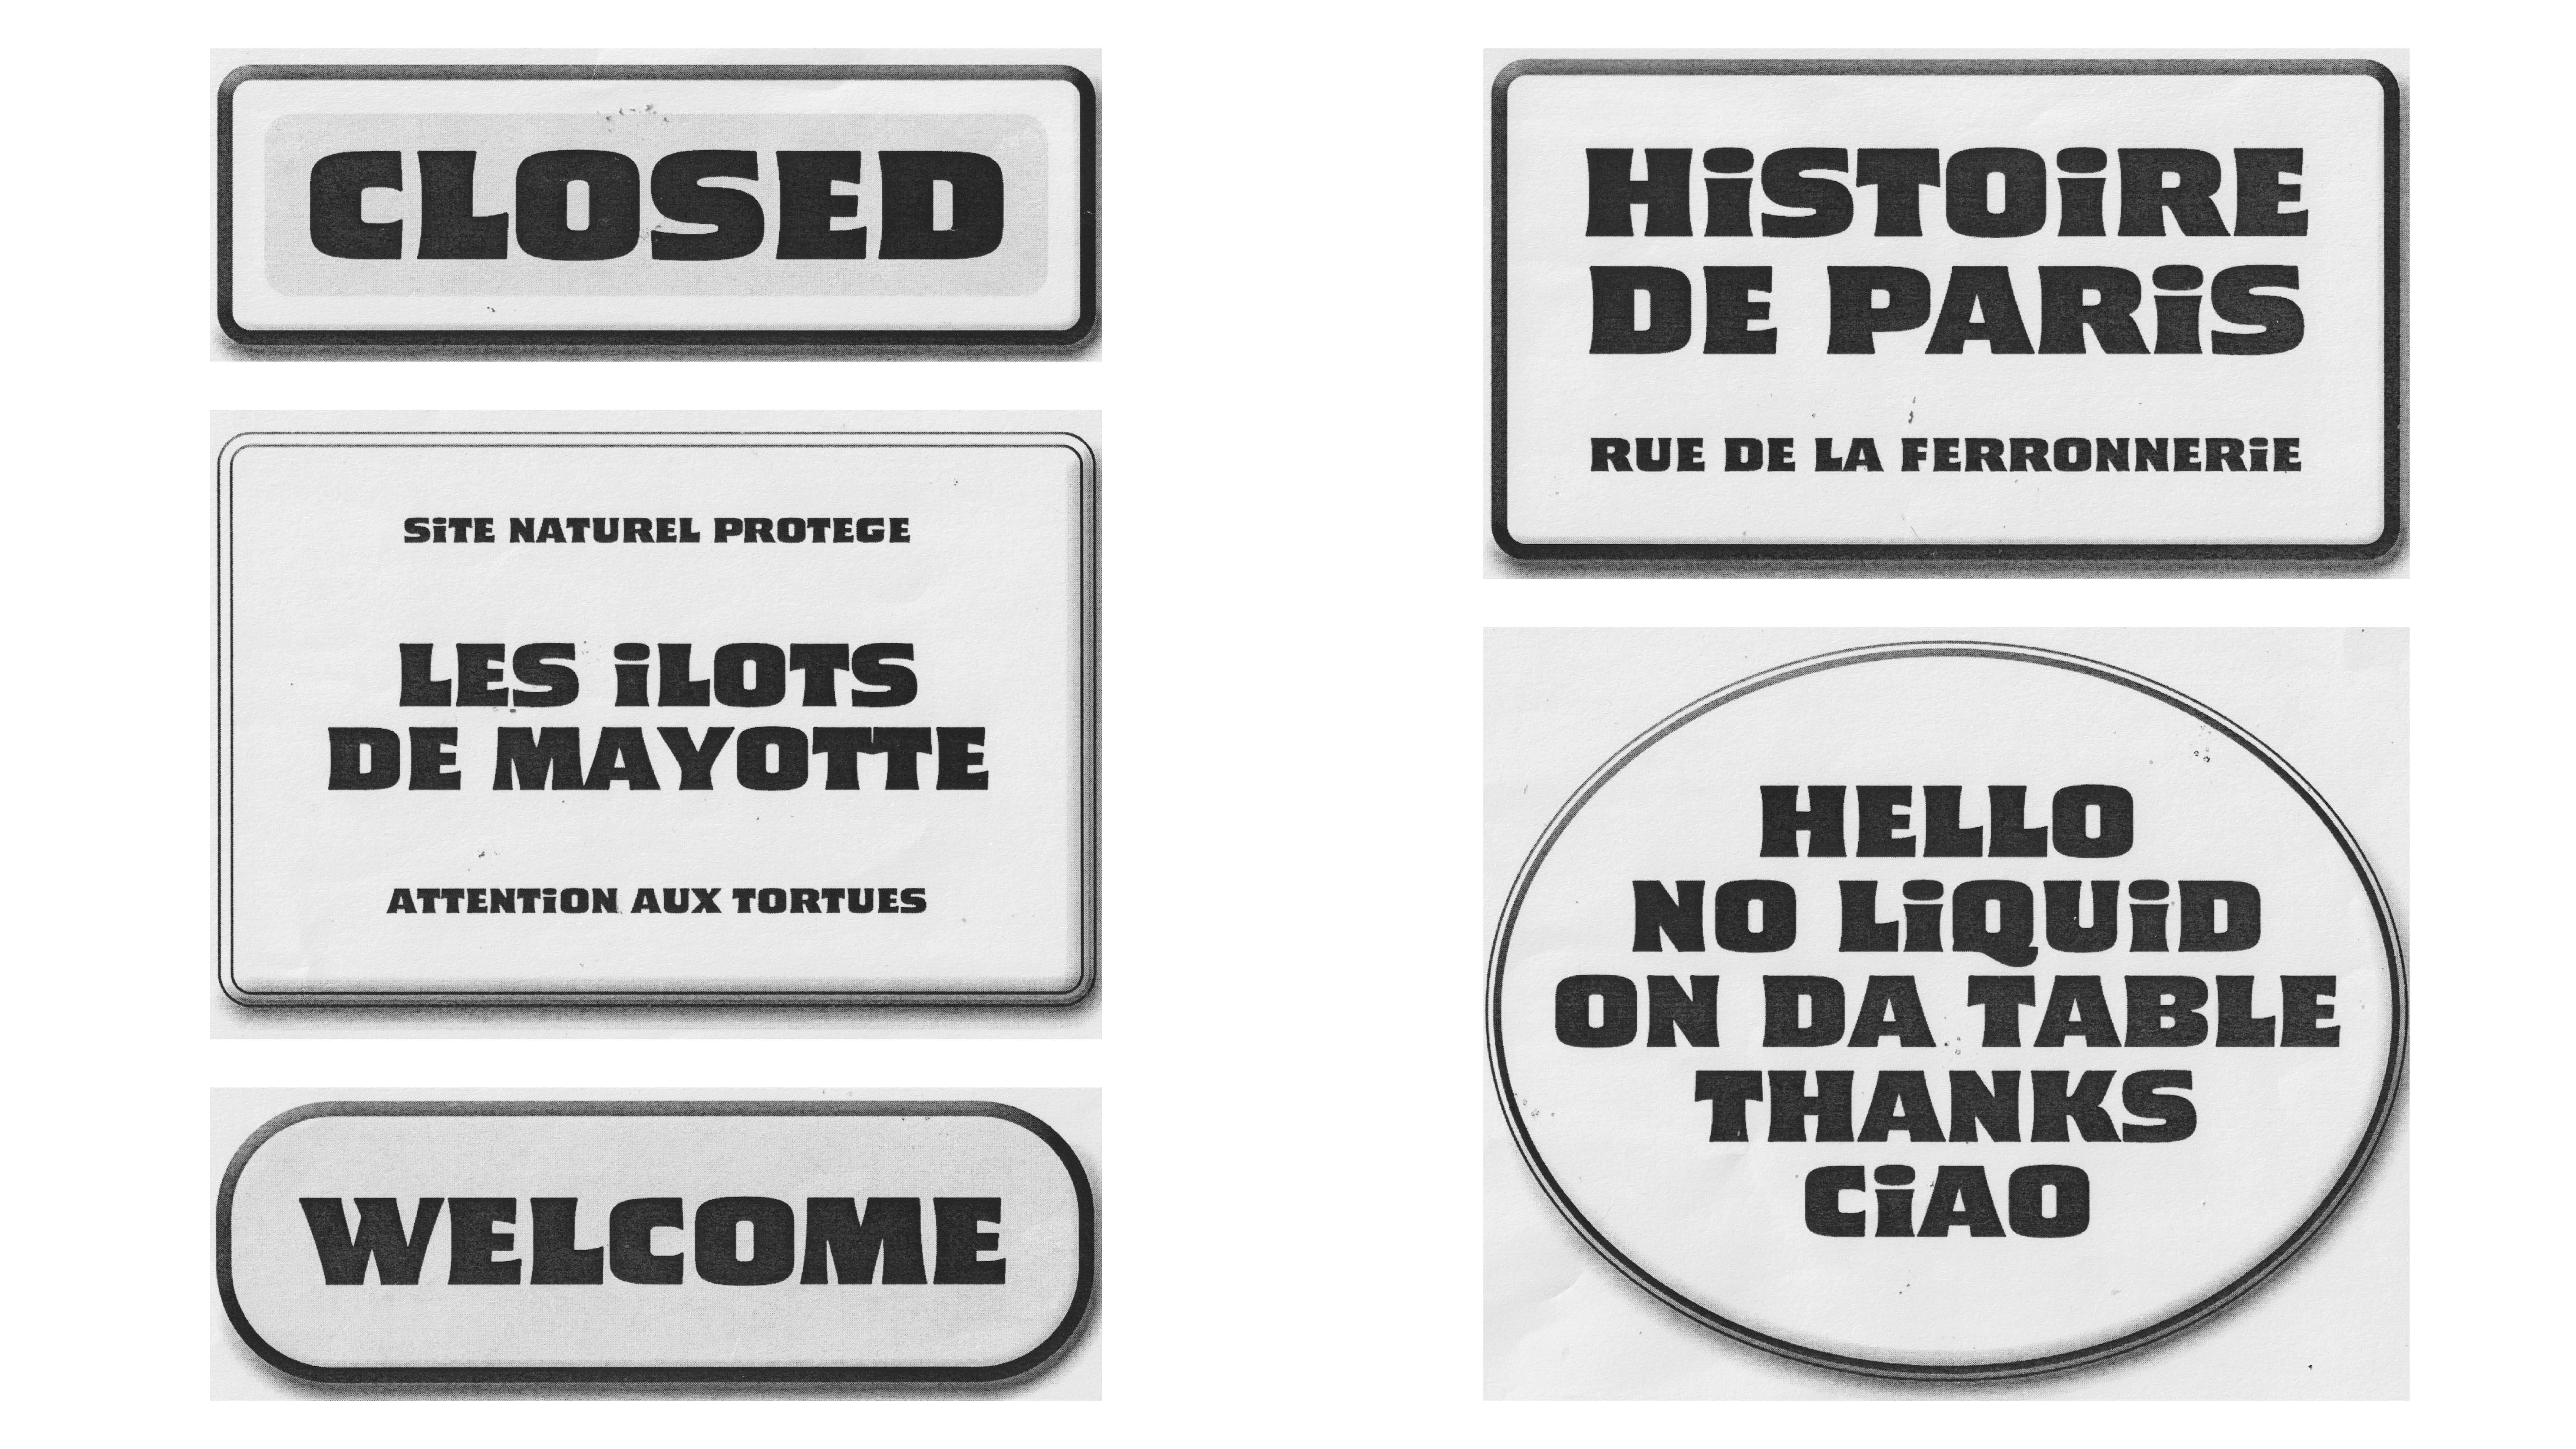 CLOSED
SiTE NATUREL PROTEGE
LES iLOTS
DE MAYOTTE
ATTENTiON AUX TORTUES
WELCOME
HiSTOiRE
DE PARiS
RUE DE LA FERRONNERiE
HELLO
NO LiQUiD
ON DA TABLE
THANKS
CiAO